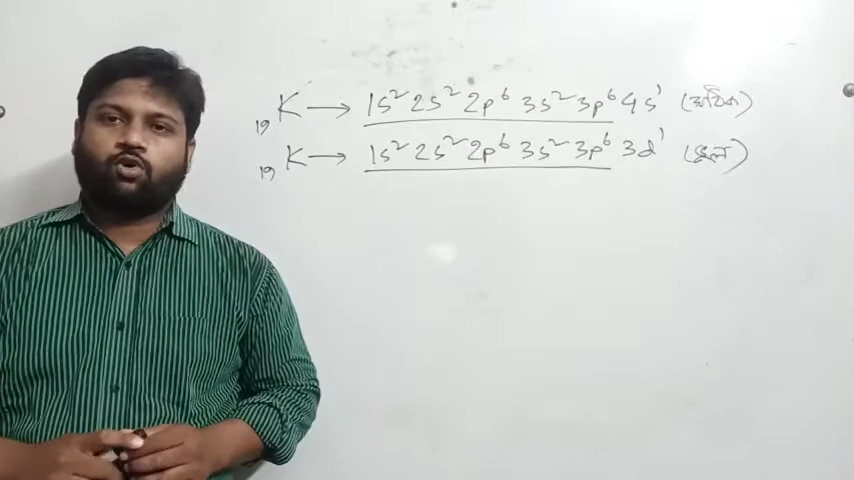 ₁₉K → 1s² 2s² 2p⁶ 3s² 3p⁶ 4s¹ (সঠিক)
₁₉K → 1s² 2s² 2p⁶ 3s² 3p⁶ 3d¹ (ভুল)